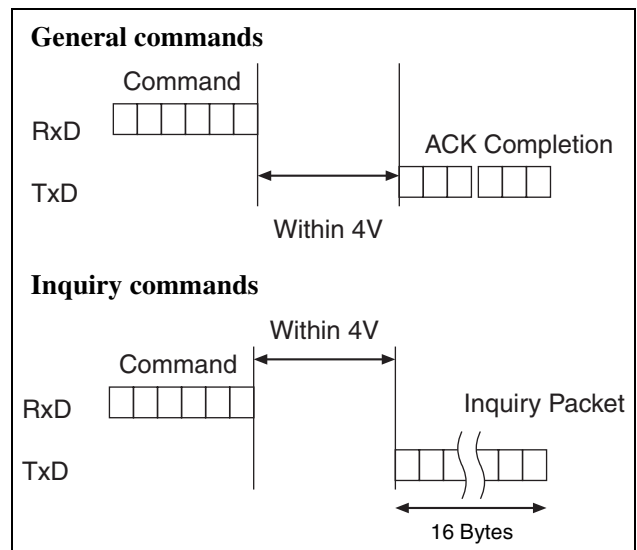 General commands
Command
RxD
ACK Completion
TxD
Within 4V
Inquiry commands
Within 4V
Command
RxD
Inquiry Packet
TxD
16 Bytes